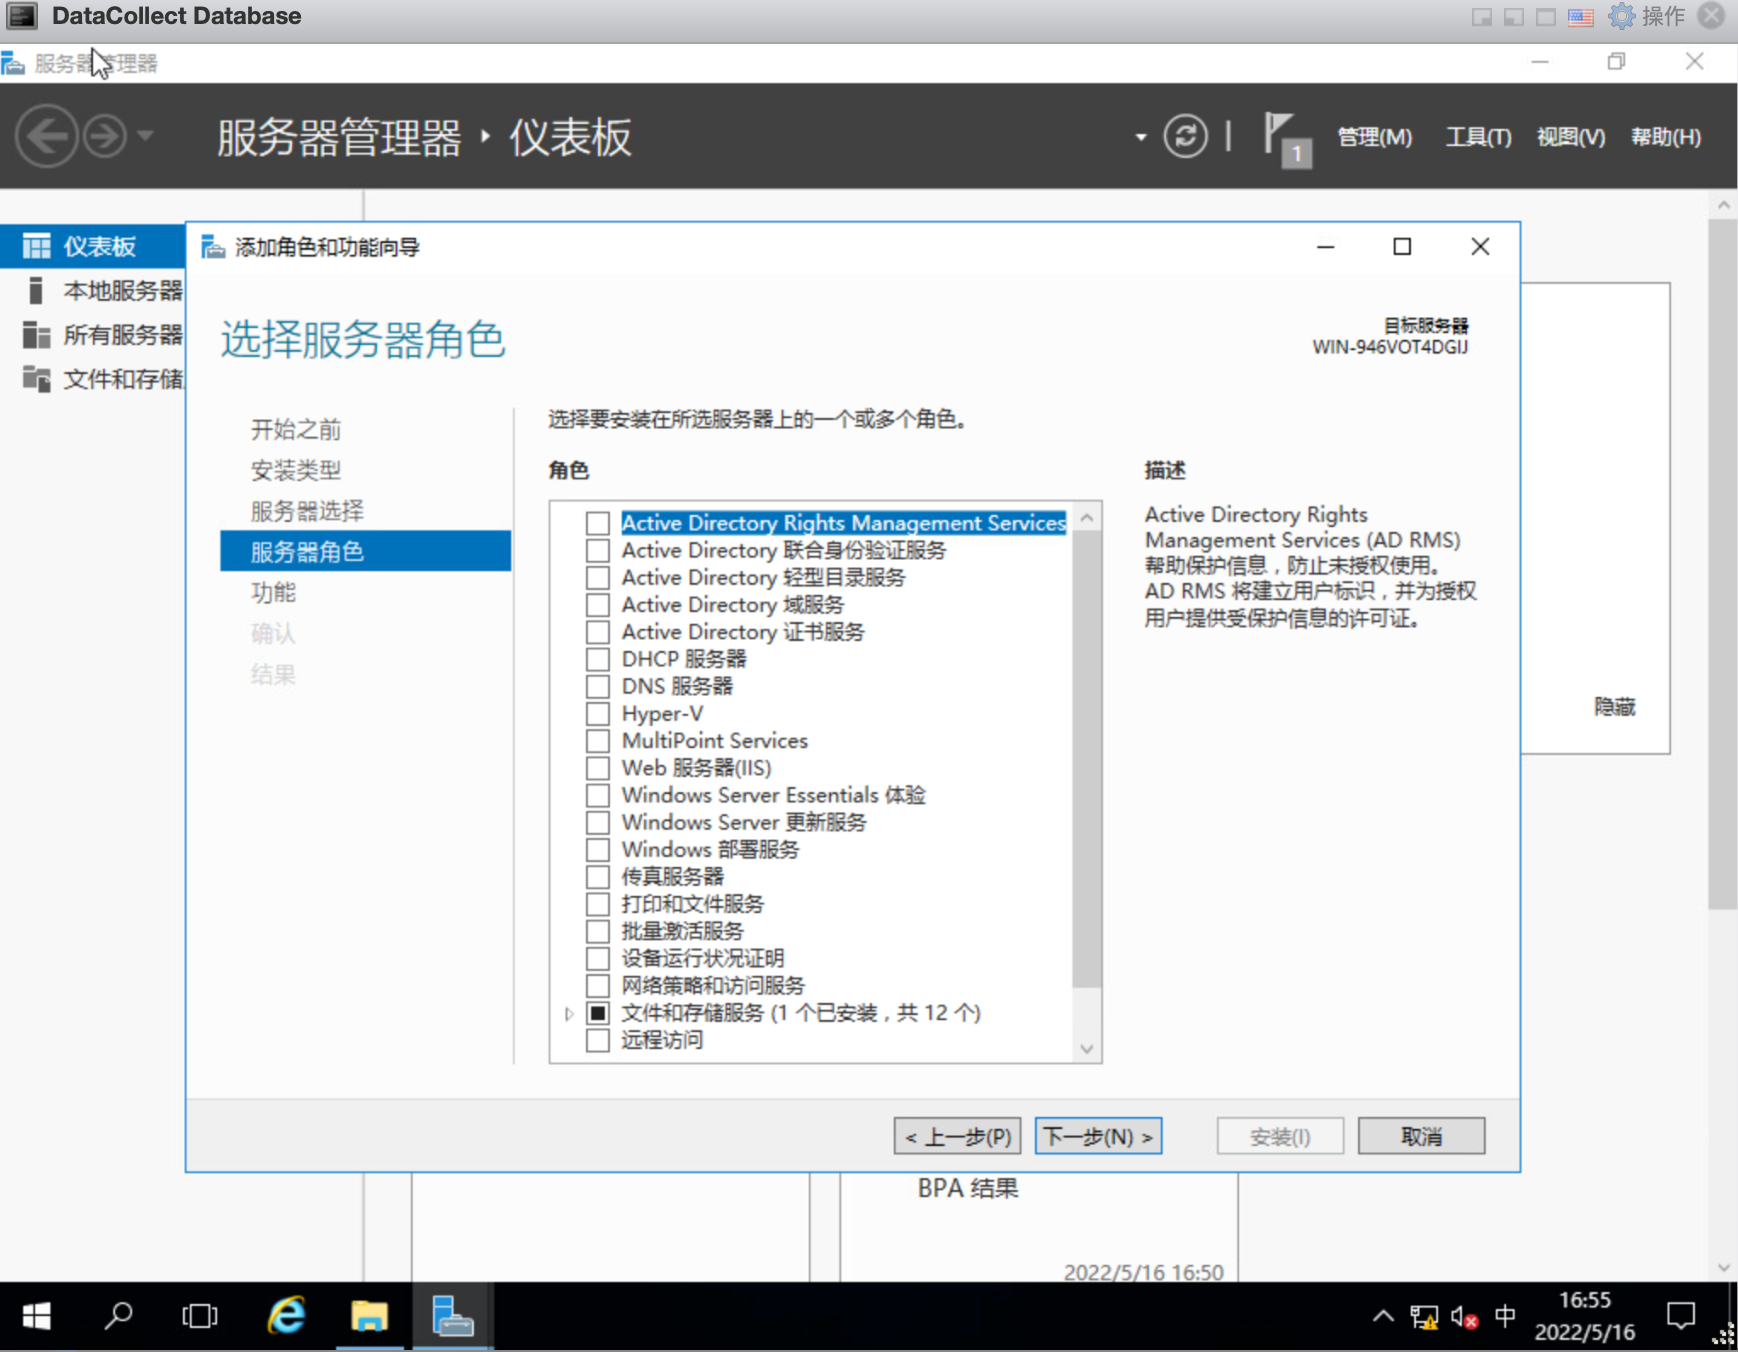 DataCollect Database
操作
服务器管理器
服务器管理器 ‣ 仪表板
1
管理(M)
工具(T)
视图(V)
帮助(H)
仪表板
本地服务器
所有服务器
文件和存储
添加角色和功能向导
选择服务器角色
目标服务器
WIN-946VOT4DGIJ
开始之前
安装类型
服务器选择
服务器角色
功能
确认
结果
选择要安装在所选服务器上的一个或多个角色。
角色
Active Directory Rights Management Services
Active Directory 联合身份验证服务
Active Directory 轻型目录服务
Active Directory 域服务
Active Directory 证书服务
DHCP 服务器
DNS 服务器
Hyper-V
MultiPoint Services
Web 服务器(IIS)
Windows Server Essentials 体验
Windows Server 更新服务
Windows 部署服务
传真服务器
打印和文件服务
批量激活服务
设备运行状况证明
网络策略和访问服务
文件和存储服务 (1 个已安装，共 12 个)
远程访问
描述
Active Directory Rights
Management Services (AD RMS)
帮助保护信息，防止未授权使用。
AD RMS 将建立用户标识，并为授权
用户提供受保护信息的许可证。
隐藏
< 上一步(P)
下一步(N) >
安装(I)
取消
BPA 结果
2022/5/16 16:50
中
16:55
2022/5/16